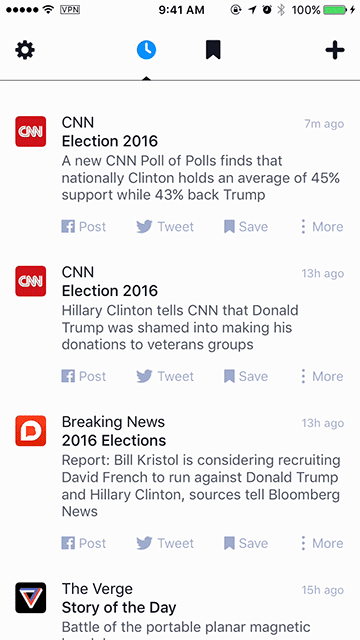 VPN 9:41 AM 100%
CNN 7m ago
CNN
Election 2016
A new CNN Poll of Polls finds that
nationally Clinton holds an average of 45%
support while 43% back Trump
Post Tweet Save More
CNN 13h ago
CNN
Election 2016
Hillary Clinton tells CNN that Donald
Trump was shamed into making his
donations to veterans groups
Post Tweet Save More
Breaking News 13h ago
2016 Elections
Report: Bill Kristol is considering recruiting
David French to run against Donald Trump
and Hillary Clinton, sources tell Bloomberg
News
Post Tweet Save More
The Verge 15h ago
Story of the Day
Battle of the portable planar magnetic